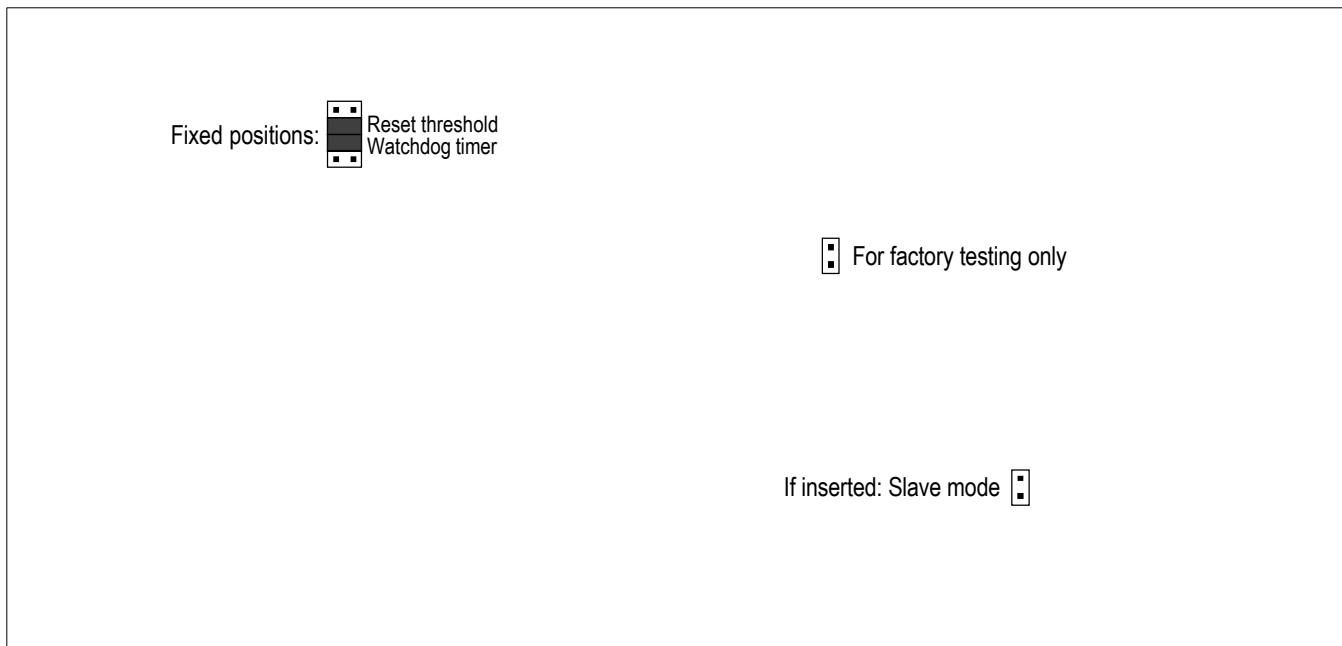 Fixed positions:
Reset threshold
Watchdog timer
For factory testing only
If inserted: Slave mode